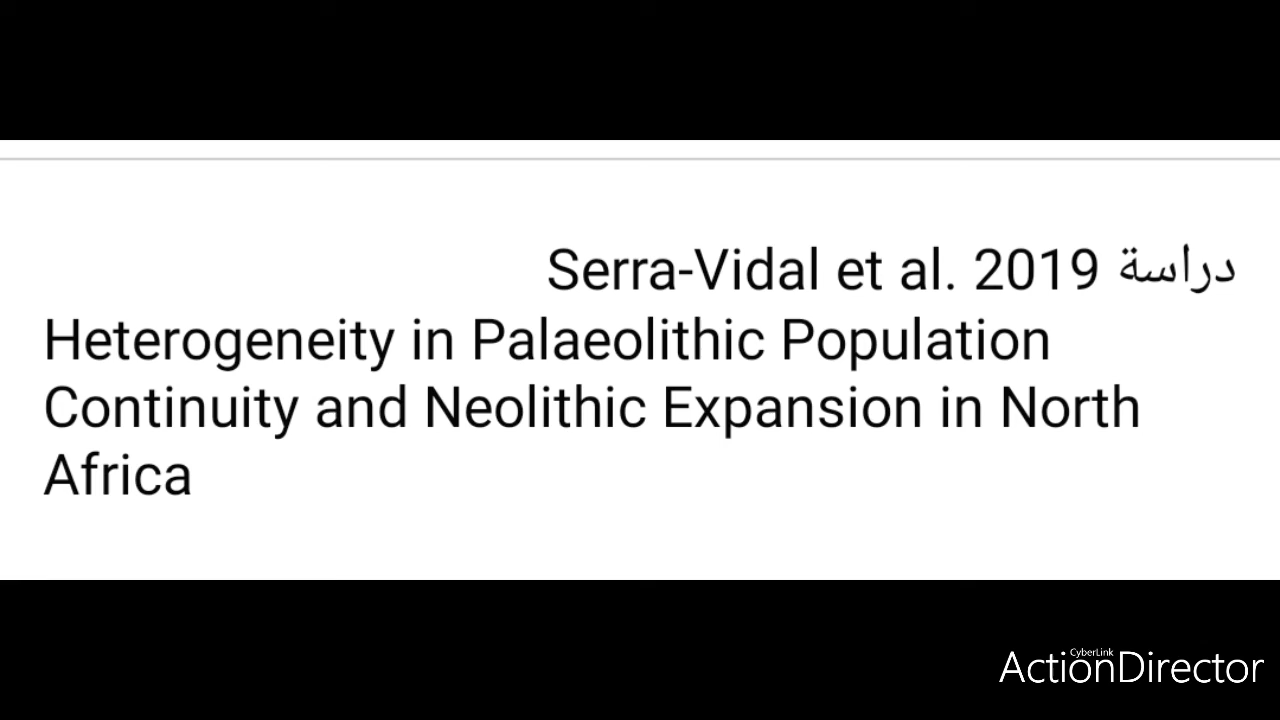 دراسة Serra-Vidal et al. 2019
Heterogeneity in Palaeolithic Population
Continuity and Neolithic Expansion in North
Africa
CyberLink
ActionDirector